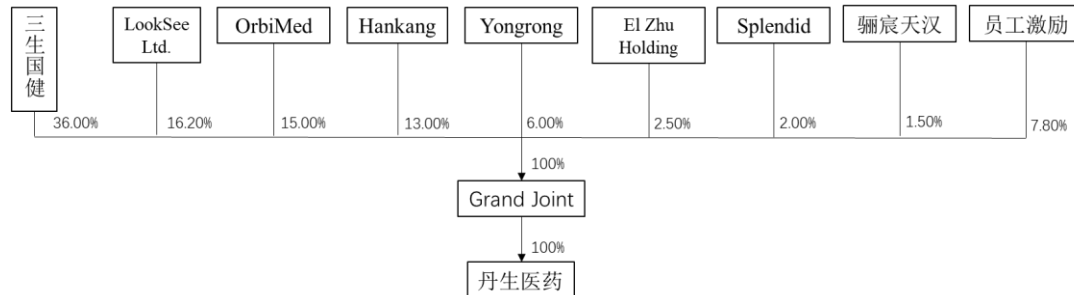 三生国健
LookSee
Ltd.
OrbiMed
Hankang
Yongrong
El Zhu
Holding
Splendid
骊宸天汉
员工激励
36.00%
16.20%
15.00%
13.00%
6.00%
2.50%
2.00%
1.50%
7.80%
100%
Grand Joint
100%
丹生医药